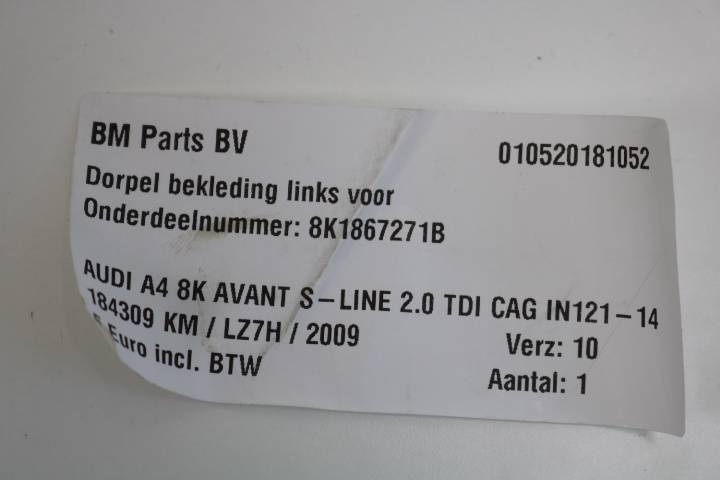 BM Parts BV
010520181052
Dorpel bekleding links voor
Onderdeelnummer: 8K1867271B
AUDI A4 8K AVANT S-LINE 2.0 TDI CAG IN121-14
184309 KM / LZ7H / 2009
Verz: 10
Euro incl. BTW
Aantal: 1